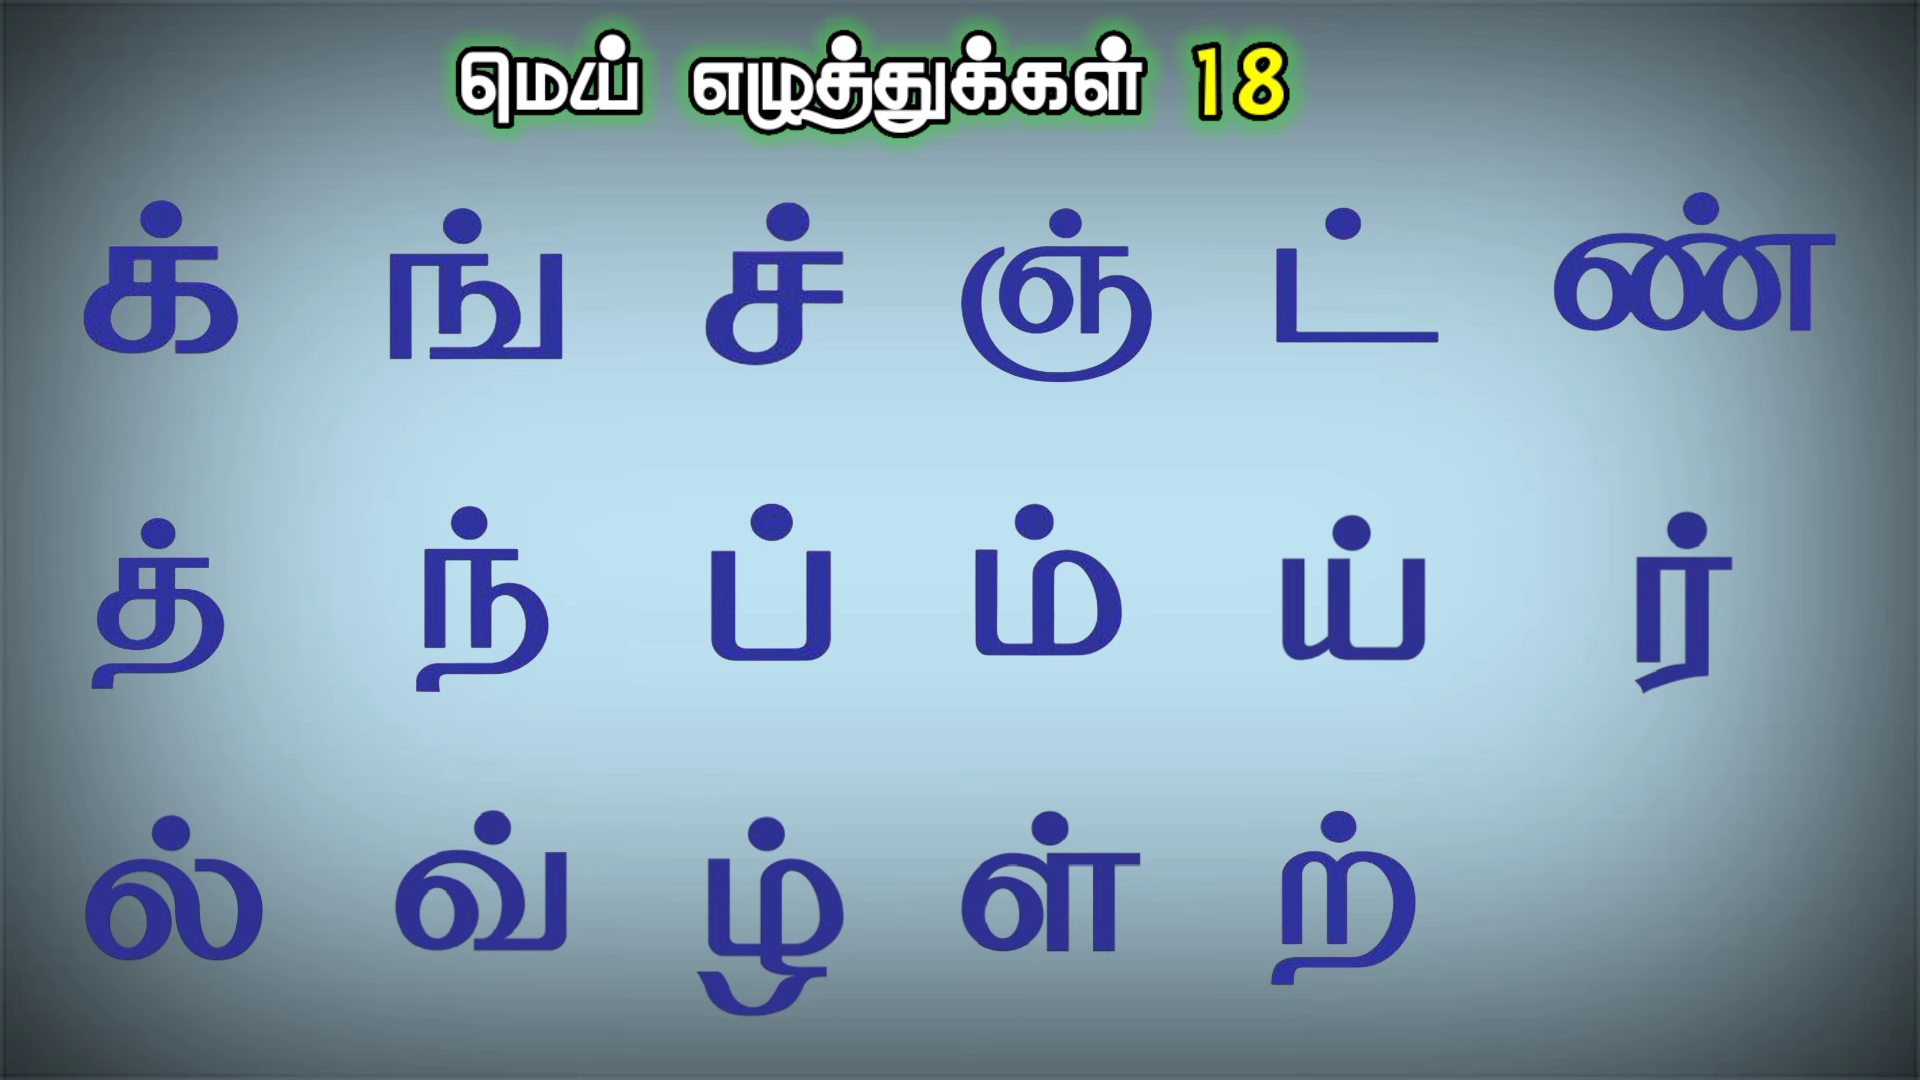 மெய் எழுத்துக்கள் 18
க் ங் ச் ஞ் ட் ண்
த் ந் ப் ம் ய் ர்
ல் வ் ழ் ள் ற்